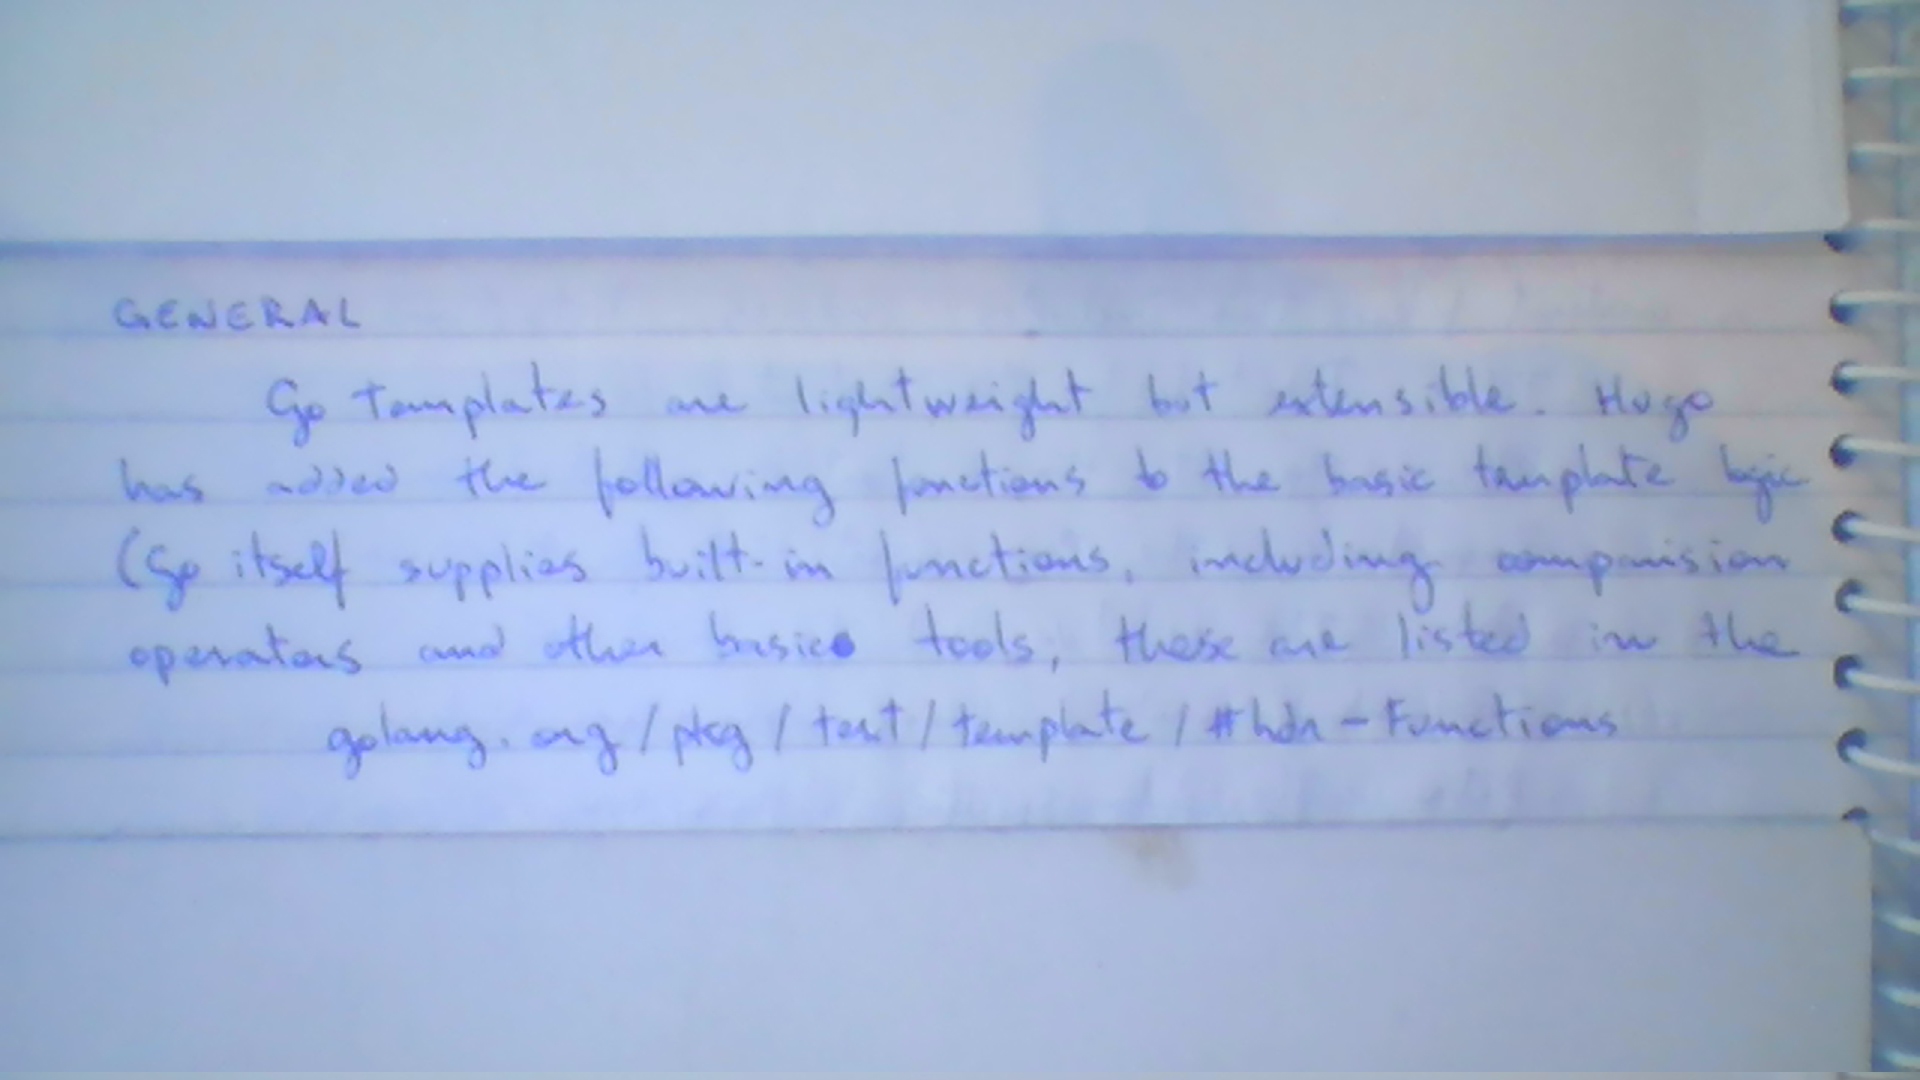 GENERAL
Go Templates are lightweight but extensible. Hugo
has added the following functions to the basic template logic
(Go itself supplies built-in functions, including comparision
operators and other basic tools; these are listed in the
golang.org/pkg/text/template/#hdr-Functions